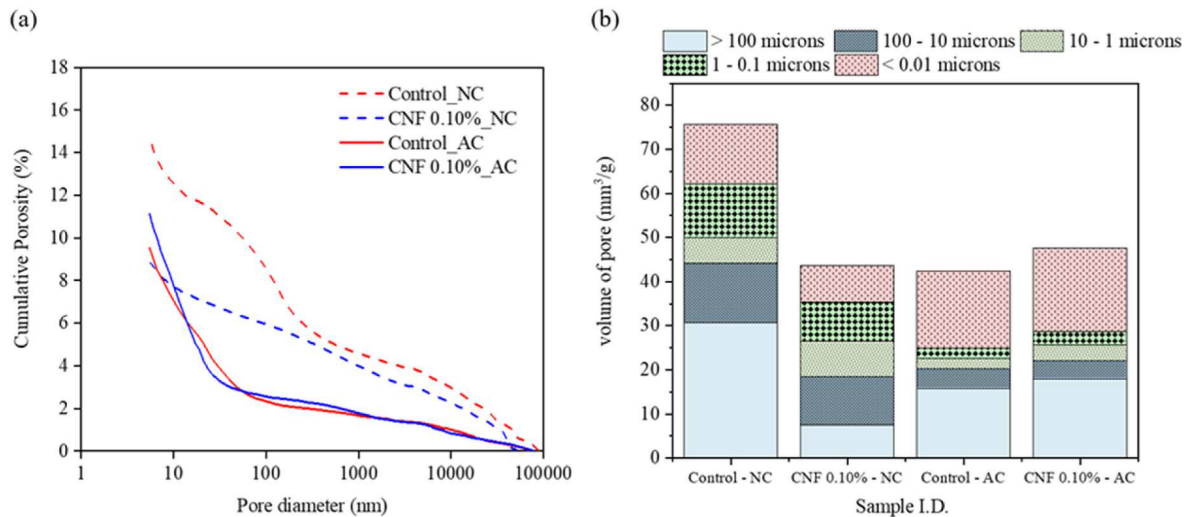 (a)
Cumulative Porosity (%)
18
16
14
12
10
8
6
4
2
0
1
10
100
1000
10000
100000
Pore diameter (nm)
Control_NC
CNF 0.10%_NC
Control_AC
CNF 0.10%_AC
(b)
> 100 microns
100 - 10 microns
10 - 1 microns
1 - 0.1 microns
< 0.01 microns
volume of pore (mm³/g)
80
70
60
50
40
30
20
10
0
Control - NC
CNF 0.10% - NC
Control - AC
CNF 0.10% - AC
Sample I.D.